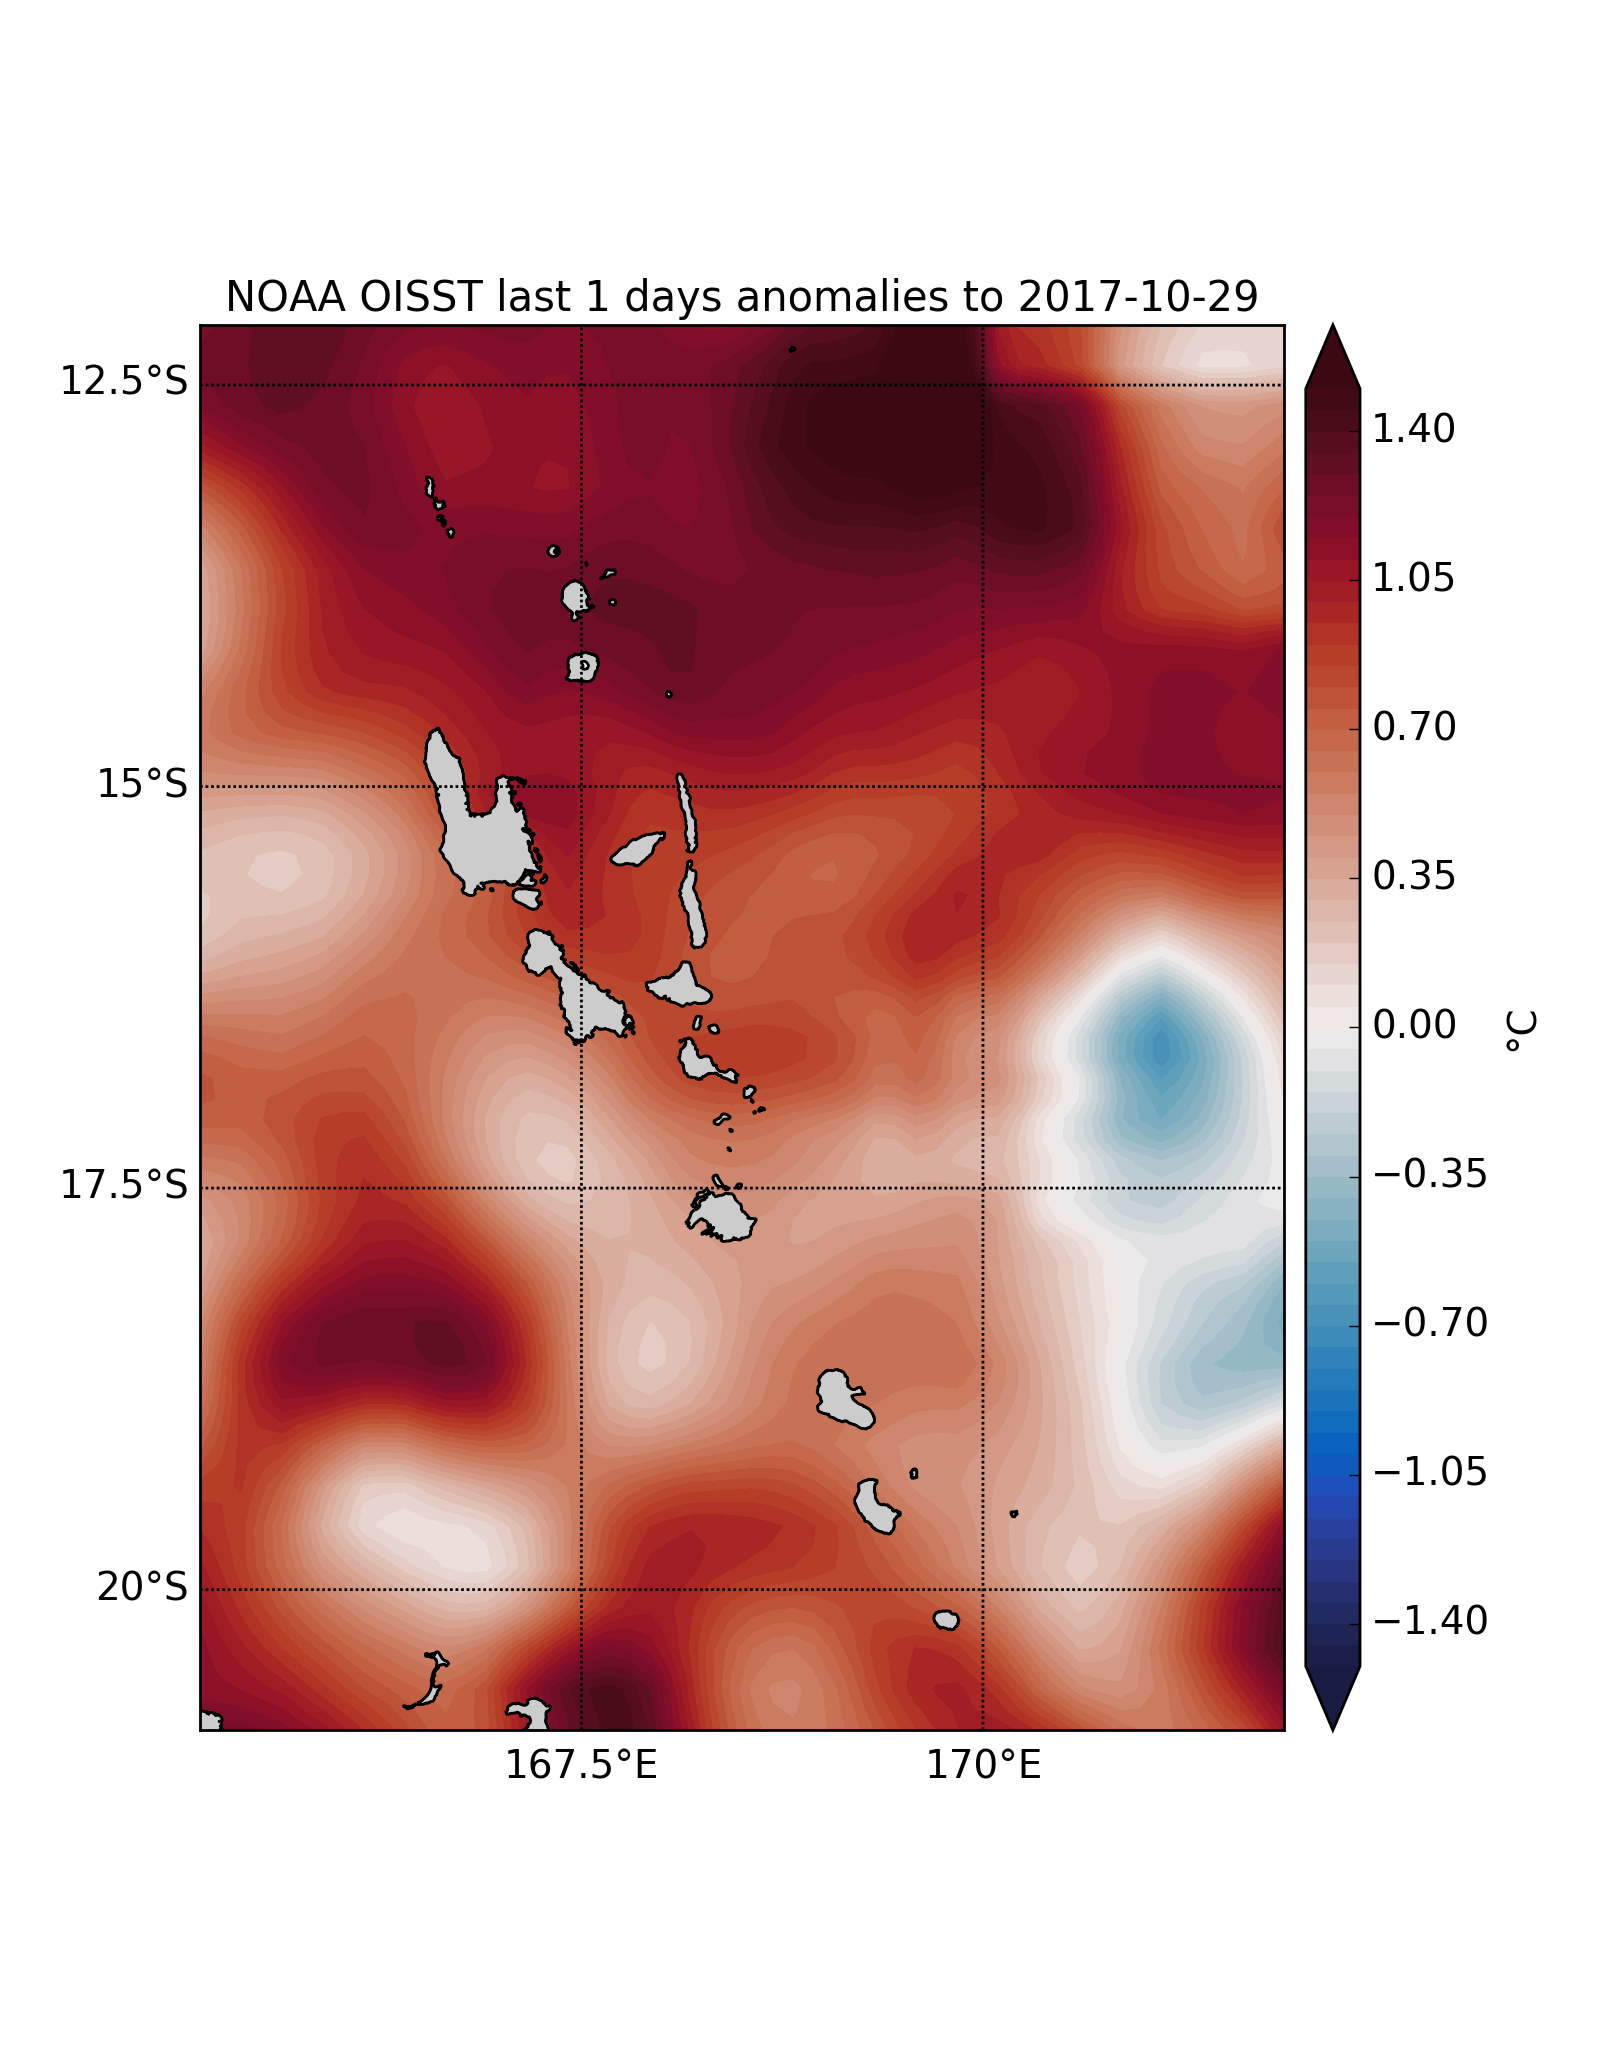 NOAA OISST last 1 days anomalies to 2017-10-29
12.5°S
15°S
17.5°S
20°S
167.5°E
170°E
1.40
1.05
0.70
0.35
0.00
−0.35
−0.70
−1.05
−1.40
°C